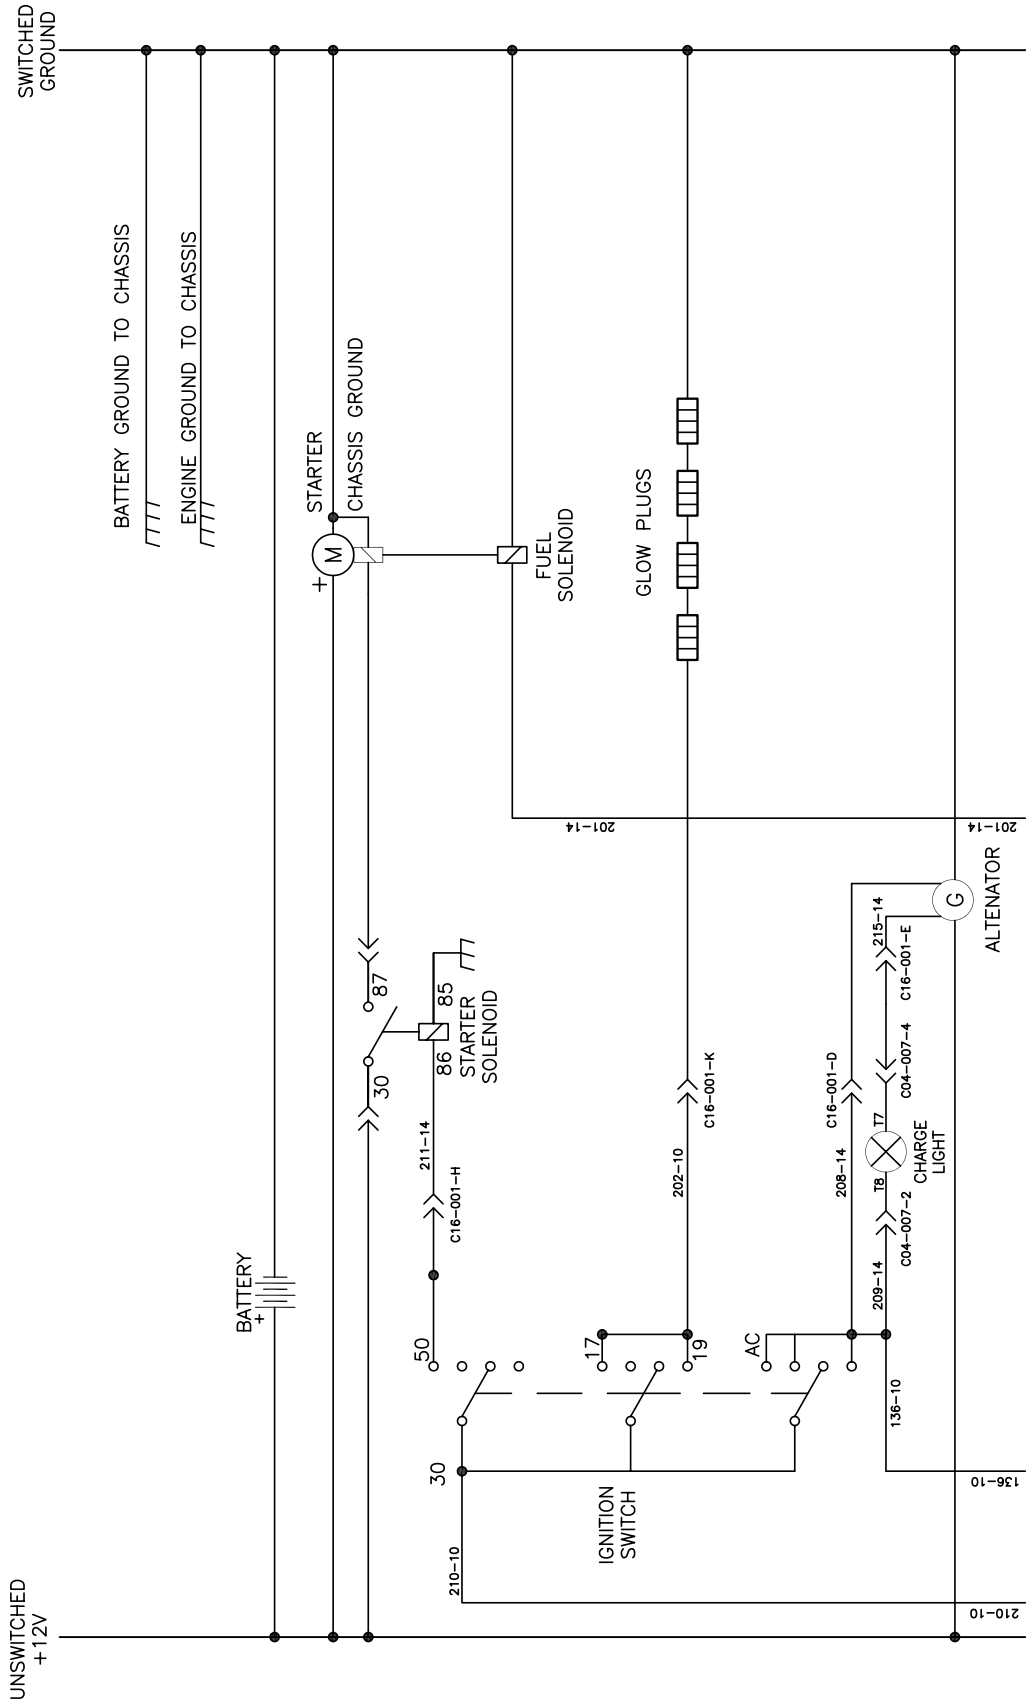 SWITCHED
GROUND
BATTERY GROUND TO CHASSIS
ENGINE GROUND TO CHASSIS
STARTER
CHASSIS GROUND
+
M
FUEL
SOLENOID
GLOW PLUGS
201-14
201-14
ALTENATOR
G
215-14
C16-001-E
87
30
85
86
STARTER
SOLENOID
211-14
C16-001-H
C16-001-K
202-10
C16-001-D
208-14
C04-007-4
T7
CHARGE
LIGHT
T8
C04-007-2
209-14
BATTERY
+
50
17
19
AC
136-10
136-10
30
IGNITION
SWITCH
210-10
210-10
UNSWITCHED
+12V